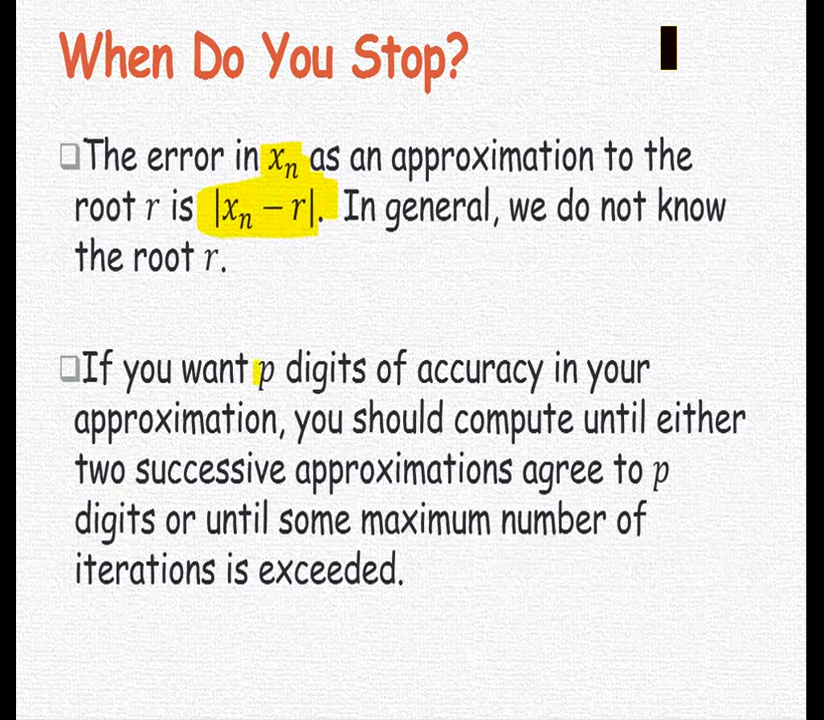 When Do You Stop?
The error in xₙ as an approximation to the
root r is |xₙ − r|. In general, we do not know
the root r.
If you want p digits of accuracy in your
approximation, you should compute until either
two successive approximations agree to p
digits or until some maximum number of
iterations is exceeded.